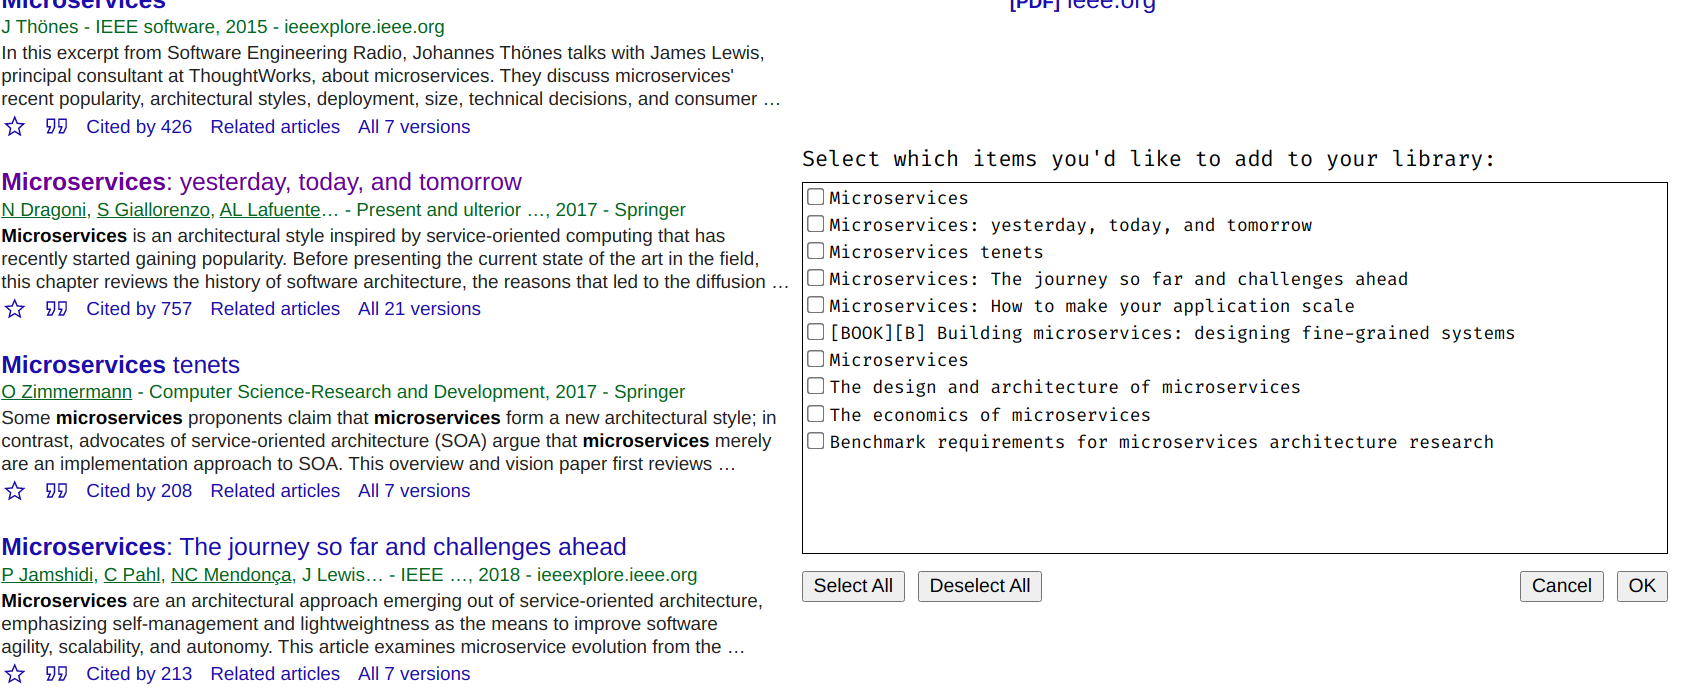 Microservices
[PDF] ieee.org
J Thönes - IEEE software, 2015 - ieeexplore.ieee.org
In this excerpt from Software Engineering Radio, Johannes Thönes talks with James Lewis,
principal consultant at ThoughtWorks, about microservices. They discuss microservices'
recent popularity, architectural styles, deployment, size, technical decisions, and consumer …
Cited by 426 Related articles All 7 versions
Microservices: yesterday, today, and tomorrow
N Dragoni, S Giallorenzo, AL Lafuente… - Present and ulterior …, 2017 - Springer
Microservices is an architectural style inspired by service-oriented computing that has
recently started gaining popularity. Before presenting the current state of the art in the field,
this chapter reviews the history of software architecture, the reasons that led to the diffusion …
Cited by 757 Related articles All 21 versions
Microservices tenets
O Zimmermann - Computer Science-Research and Development, 2017 - Springer
Some microservices proponents claim that microservices form a new architectural style; in
contrast, advocates of service-oriented architecture (SOA) argue that microservices merely
are an implementation approach to SOA. This overview and vision paper first reviews …
Cited by 208 Related articles All 7 versions
Microservices: The journey so far and challenges ahead
P Jamshidi, C Pahl, NC Mendonça, J Lewis… - IEEE …, 2018 - ieeexplore.ieee.org
Microservices are an architectural approach emerging out of service-oriented architecture,
emphasizing self-management and lightweightness as the means to improve software
agility, scalability, and autonomy. This article examines microservice evolution from the …
Cited by 213 Related articles All 7 versions
Select which items you'd like to add to your library:
Microservices
Microservices: yesterday, today, and tomorrow
Microservices tenets
Microservices: The journey so far and challenges ahead
Microservices: How to make your application scale
[BOOK][B] Building microservices: designing fine-grained systems
Microservices
The design and architecture of microservices
The economics of microservices
Benchmark requirements for microservices architecture research
Select All Deselect All Cancel OK